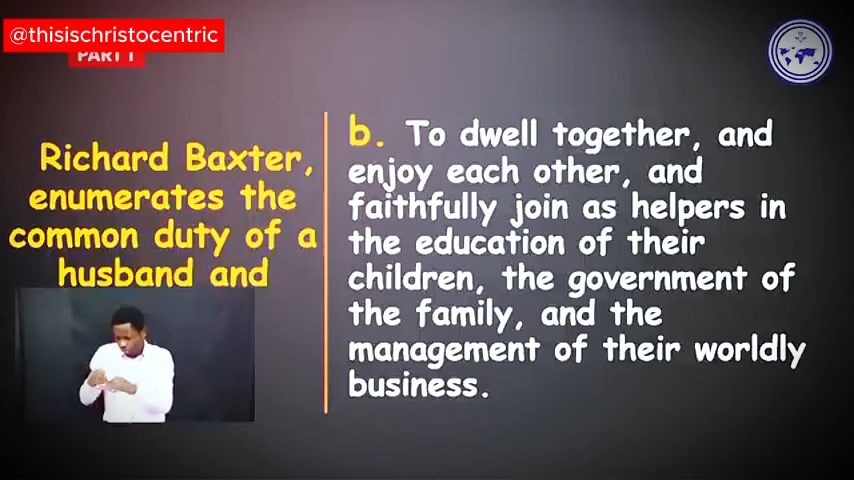 @thisischristocentric
PART 1
Richard Baxter,
enumerates the
common duty of a
husband and
b. To dwell together, and
enjoy each other, and
faithfully join as helpers in
the education of their
children, the government of
the family, and the
management of their worldly
business.